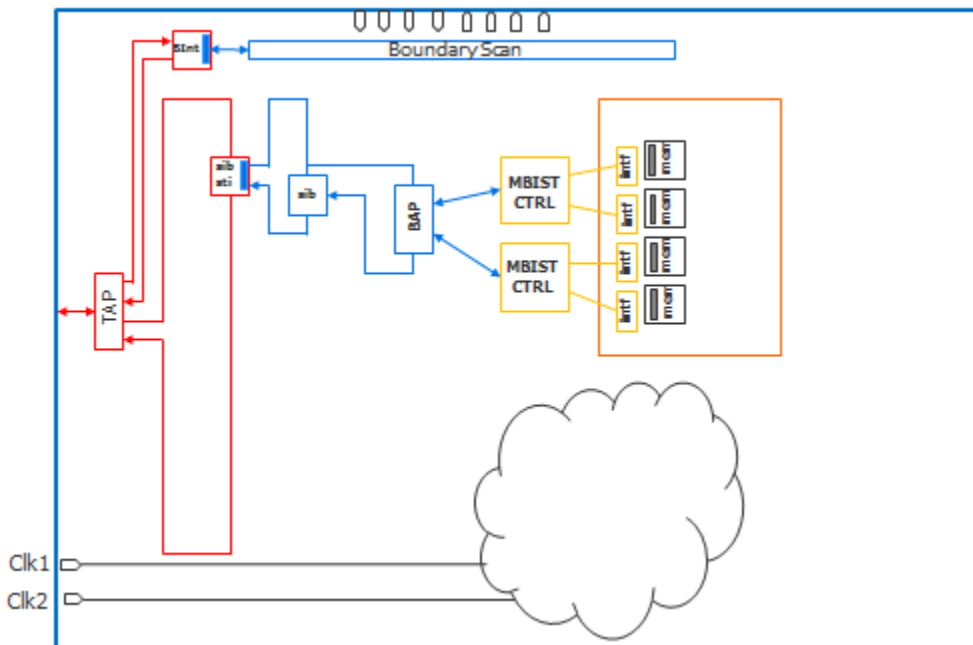 SInt
Boundary Scan
sib
sti
sib
BAP
MBIST
CTRL
MBIST
CTRL
intf
mem
intf
mem
intf
mem
intf
mem
TAP
Clk1
Clk2